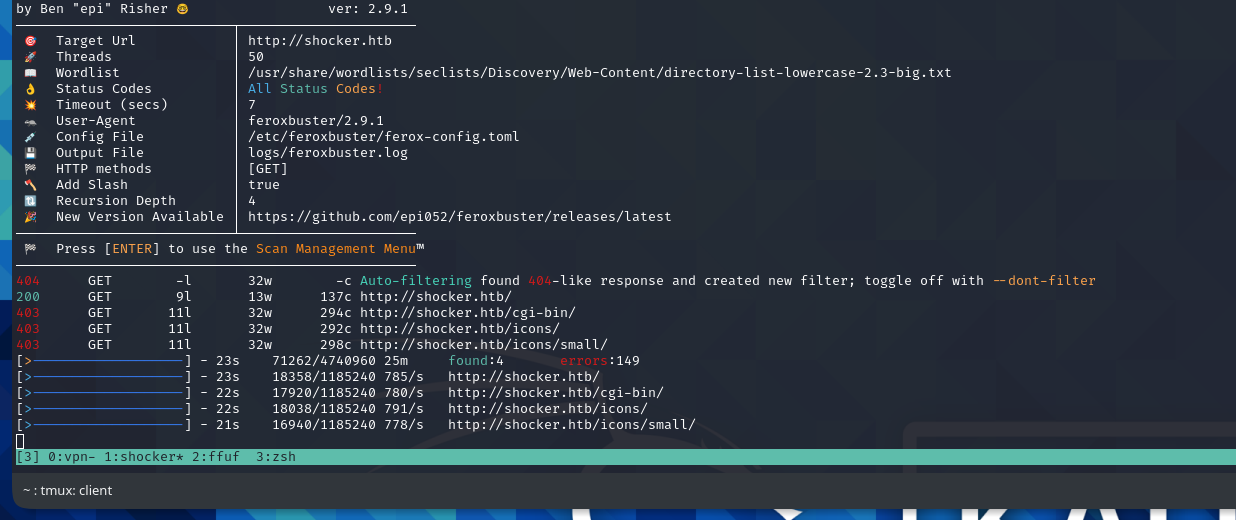 by Ben "epi" Risher 🤓 ver: 2.9.1
🎯 Target Url │ http://shocker.htb
🚀 Threads │ 50
📖 Wordlist │ /usr/share/wordlists/seclists/Discovery/Web-Content/directory-list-lowercase-2.3-big.txt
👌 Status Codes │ All Status Codes!
💥 Timeout (secs) │ 7
🦡 User-Agent │ feroxbuster/2.9.1
💉 Config File │ /etc/feroxbuster/ferox-config.toml
💾 Output File │ logs/feroxbuster.log
🏁 HTTP methods │ [GET]
🪓 Add Slash │ true
🔃 Recursion Depth │ 4
🎉 New Version Available │ https://github.com/epi052/feroxbuster/releases/latest
🏁 Press [ENTER] to use the Scan Management Menu™
404 GET -l 32w -c Auto-filtering found 404-like response and created new filter; toggle off with --dont-filter
200 GET 9l 13w 137c http://shocker.htb/
403 GET 11l 32w 294c http://shocker.htb/cgi-bin/
403 GET 11l 32w 292c http://shocker.htb/icons/
403 GET 11l 32w 298c http://shocker.htb/icons/small/
[>-------------------] - 23s 71262/4740960 25m found:4 errors:149
[>-------------------] - 23s 18358/1185240 785/s http://shocker.htb/
[>-------------------] - 22s 17920/1185240 780/s http://shocker.htb/cgi-bin/
[>-------------------] - 22s 18038/1185240 791/s http://shocker.htb/icons/
[>-------------------] - 21s 16940/1185240 778/s http://shocker.htb/icons/small/
[3] 0:vpn- 1:shocker* 2:ffuf 3:zsh
~ : tmux: client